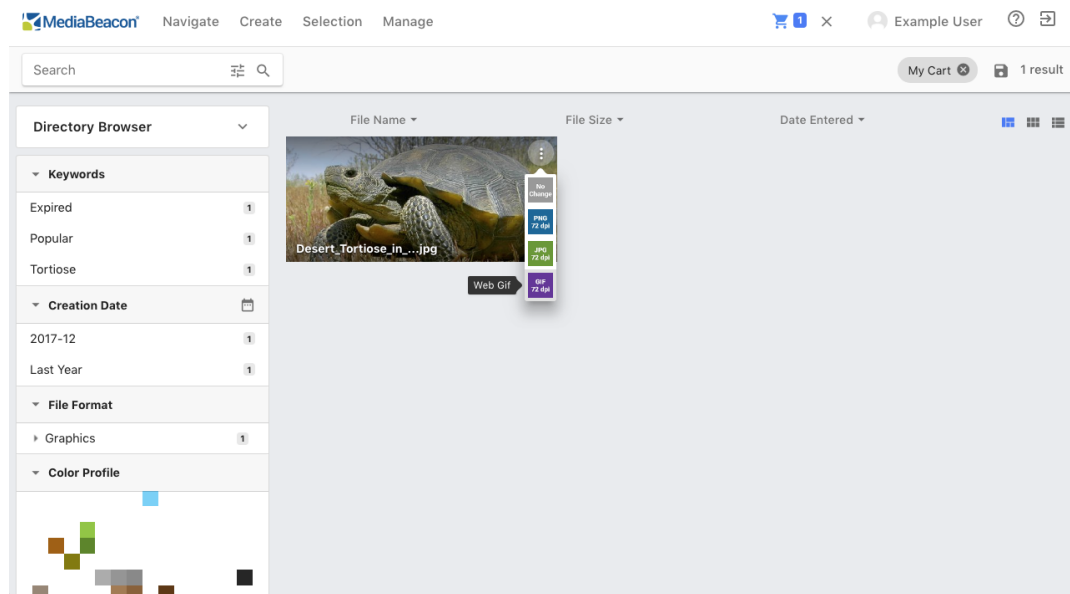 MediaBeacon® Navigate Create Selection Manage 1 Example User
Search My Cart 1 result
Directory Browser
File Name File Size Date Entered
Keywords
Expired 1
Popular 1
Tortiose 1
Creation Date
2017-12 1
Last Year 1
File Format
Graphics 1
Color Profile
Desert_Tortiose_in_...jpg
No
Change
PNG
72 dpi
JPG
72 dpi
GIF
72 dpi
Web Gif